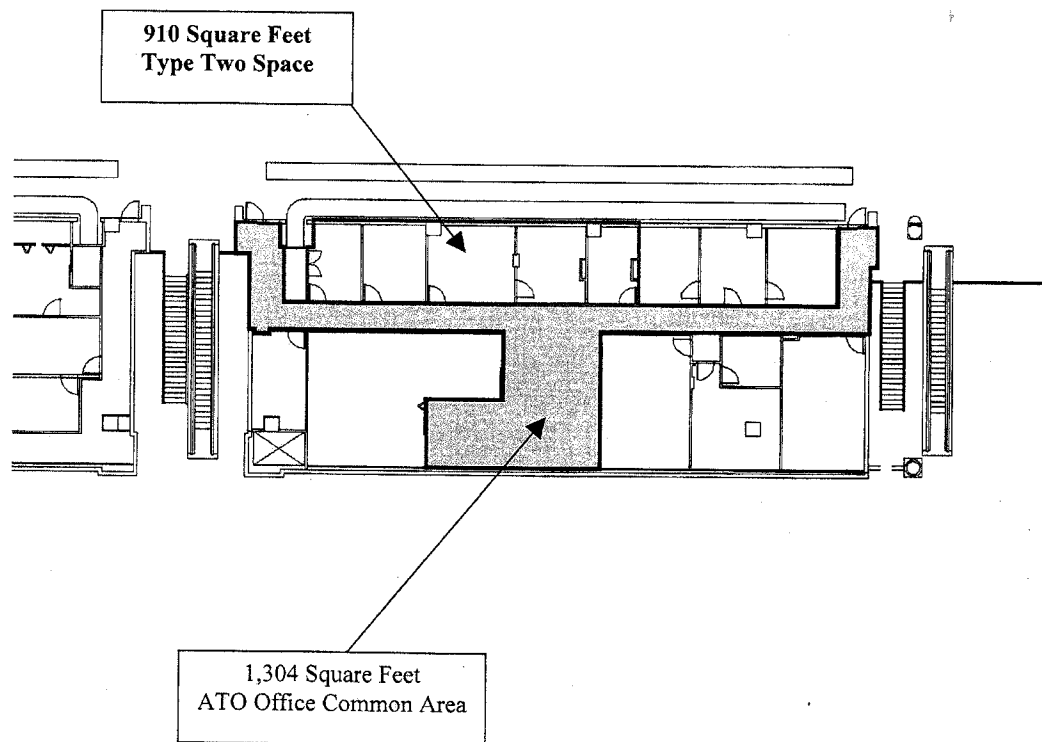 910 Square Feet
Type Two Space
1,304 Square Feet
ATO Office Common Area